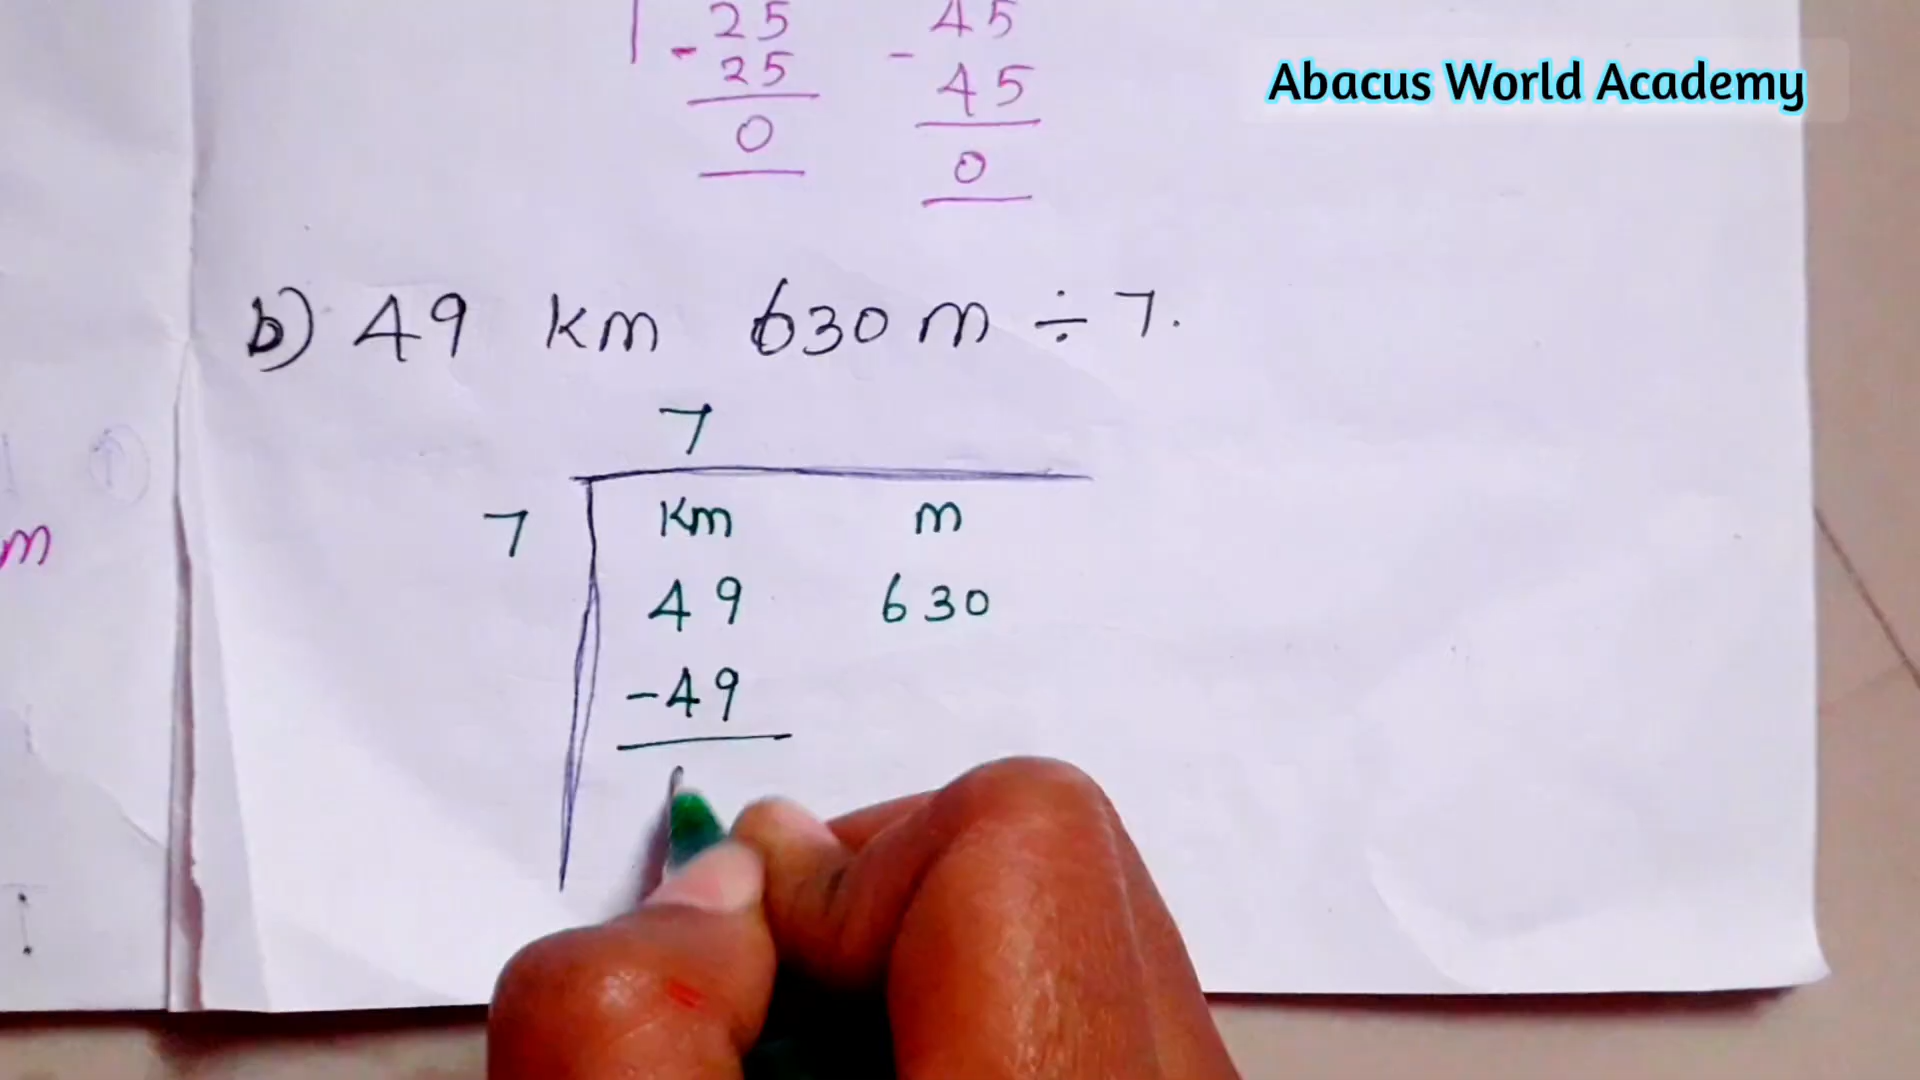 25 45
- 25 - 45
0 0
Abacus World Academy
b) 49 km 630 m ÷ 7.
7
7 km m
49 630
-49
m